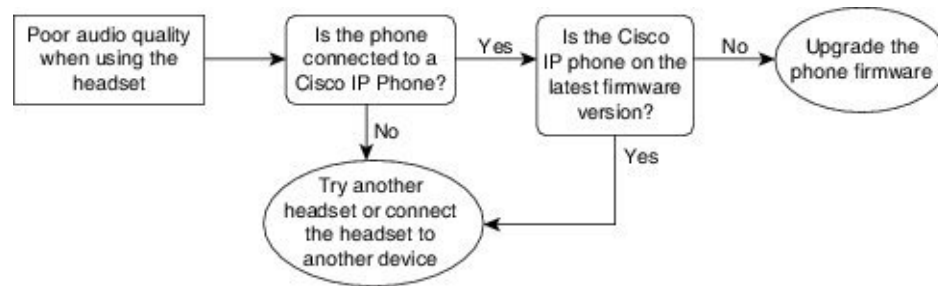 Poor audio quality
when using the
headset
Is the phone
connected to a
Cisco IP Phone?
Yes
Is the Cisco
IP phone on the
latest firmware
version?
No
Upgrade the
phone firmware
No
Yes
Try another
headset or connect
the headset to
another device